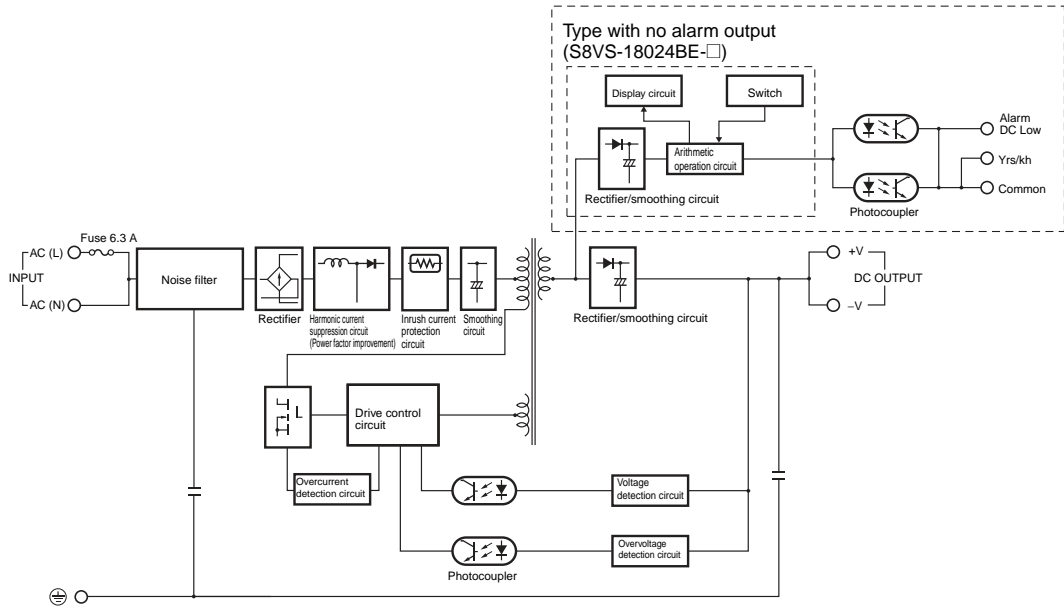 Type with no alarm output
(S8VS-18024BE-□)
Display circuit
Switch
Arithmetic
operation circuit
Rectifier/smoothing circuit
Alarm
DC Low
Yrs/kh
Common
Photocoupler
Fuse 6.3 A
AC (L)
INPUT
AC (N)
Noise filter
Rectifier
Harmonic current
suppression circuit
(Power factor improvement)
Inrush current
protection
circuit
Smoothing
circuit
Rectifier/smoothing circuit
+V
DC OUTPUT
–V
Drive control
circuit
Overcurrent
detection circuit
Voltage
detection circuit
Overvoltage
detection circuit
Photocoupler